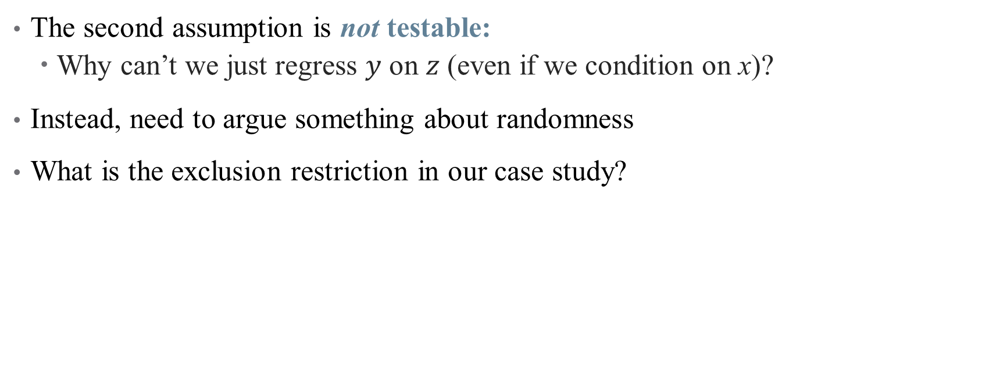 • The second assumption is not testable:
• Why can’t we just regress y on z (even if we condition on x)?
• Instead, need to argue something about randomness
• What is the exclusion restriction in our case study?